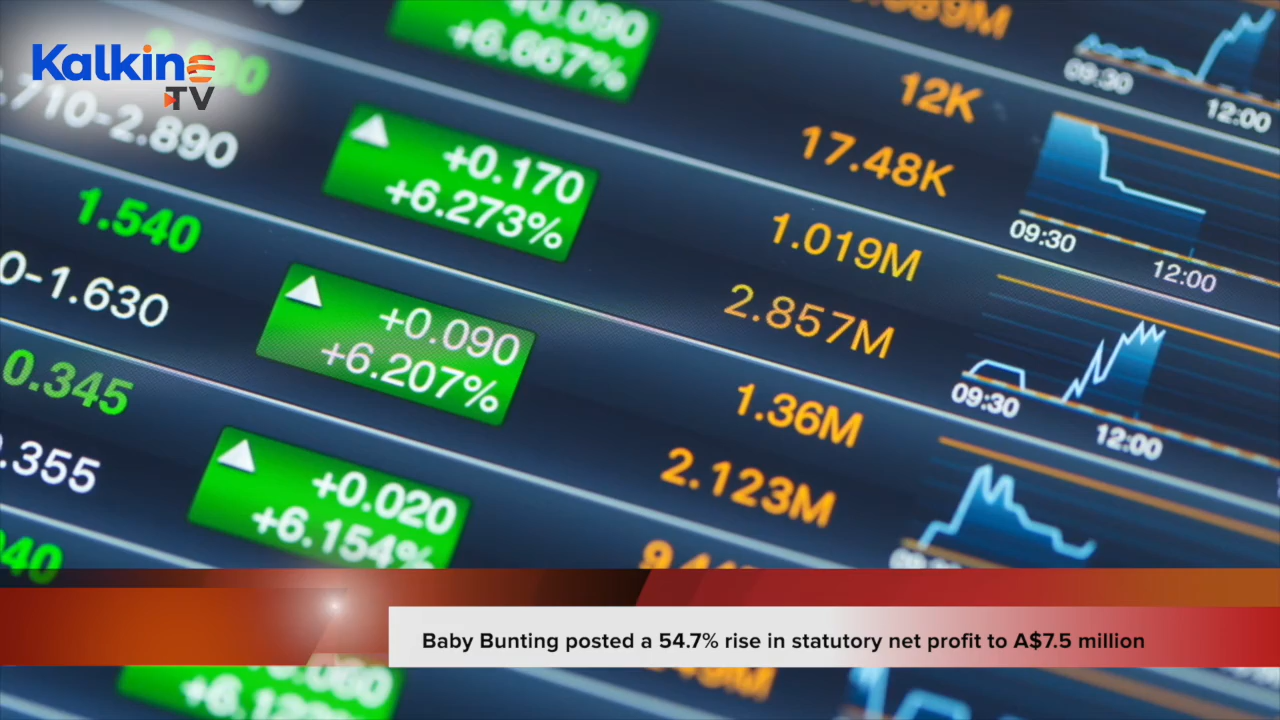 Kalkine
TV
+0.090
+6.667%
12K
09:30
12:00
.710-2.890
+0.170
+6.273%
17.48K
09:30
12:00
1.540
1.019M
0-1.630
+0.090
+6.207%
2.857M
09:30
12:00
0.345
1.36M
.355
+0.020
+6.154%
2.123M
Baby Bunting posted a 54.7% rise in statutory net profit to A$7.5 million